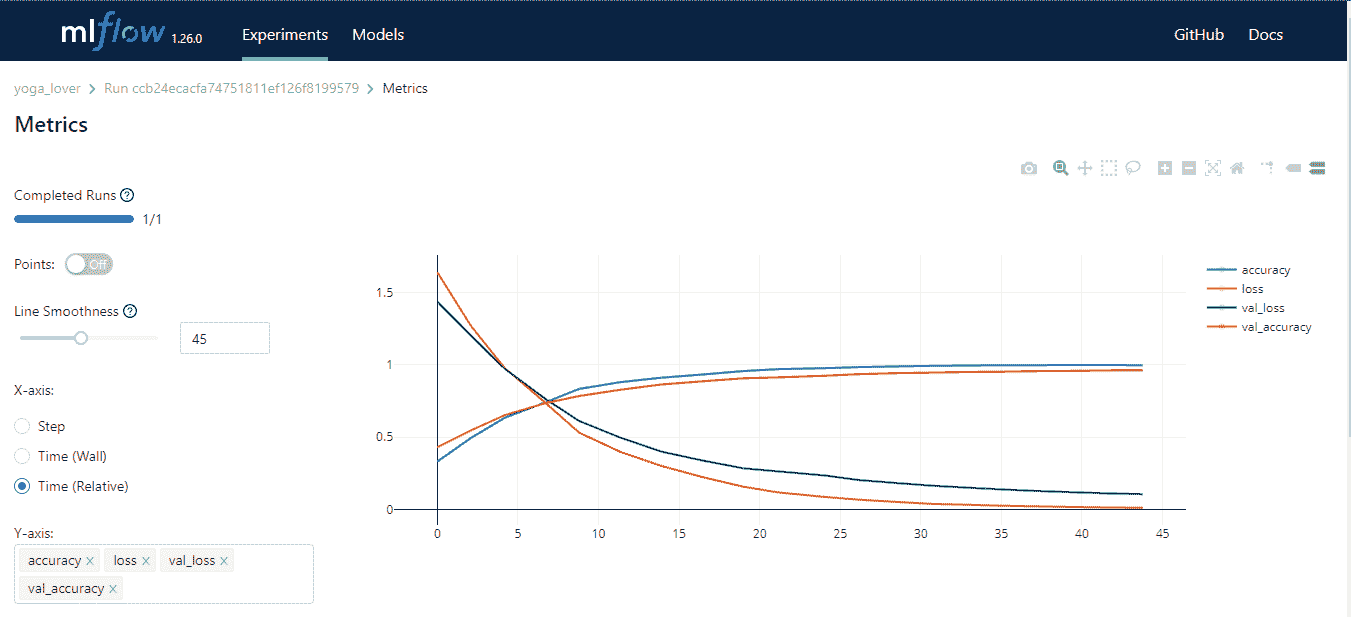 mlflow 1.26.0 Experiments Models GitHub Docs
yoga_lover > Run ccb24ecacfa74751811ef126f8199579 > Metrics
Metrics
Completed Runs ?
1/1
Points: Off
Line Smoothness ?
45
X-axis:
Step
Time (Wall)
Time (Relative)
Y-axis:
accuracy × loss × val_loss ×
val_accuracy ×
1.5
1
0.5
0
0 5 10 15 20 25 30 35 40 45
accuracy
loss
val_loss
val_accuracy